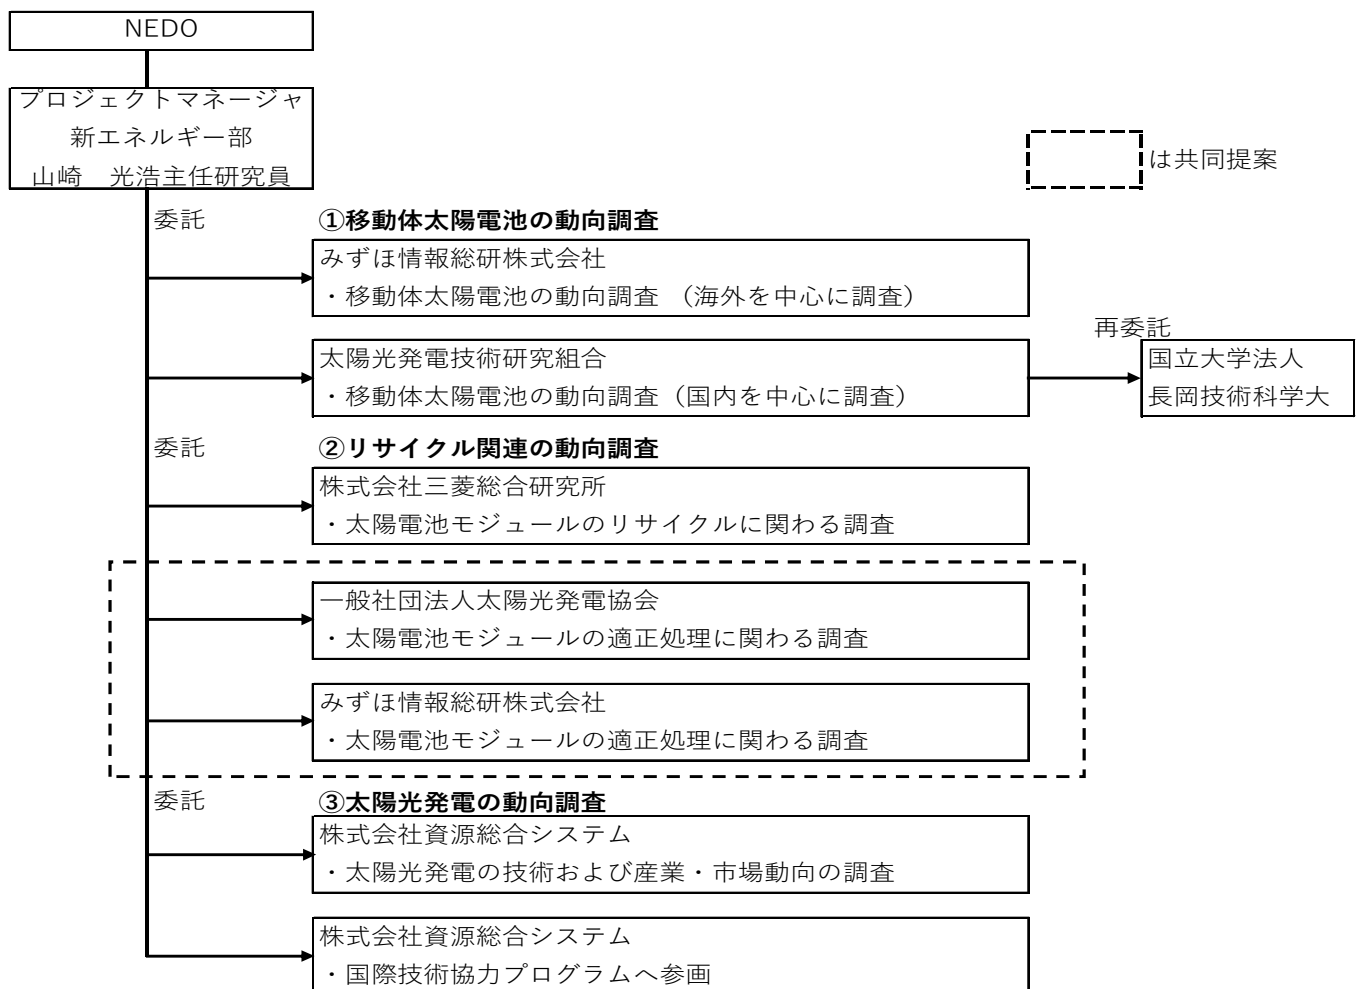 NEDO
プロジェクトマネージャ
新エネルギー部
山崎　光浩主任研究員
は共同提案
委託
①移動体太陽電池の動向調査
みずほ情報総研株式会社
・移動体太陽電池の動向調査 （海外を中心に調査）
太陽光発電技術研究組合
・移動体太陽電池の動向調査（国内を中心に調査）
再委託
国立大学法人
長岡技術科学大
委託
②リサイクル関連の動向調査
株式会社三菱総合研究所
・太陽電池モジュールのリサイクルに関わる調査
一般社団法人太陽光発電協会
・太陽電池モジュールの適正処理に関わる調査
みずほ情報総研株式会社
・太陽電池モジュールの適正処理に関わる調査
委託
③太陽光発電の動向調査
株式会社資源総合システム
・太陽光発電の技術および産業・市場動向の調査
株式会社資源総合システム
・国際技術協力プログラムへ参画